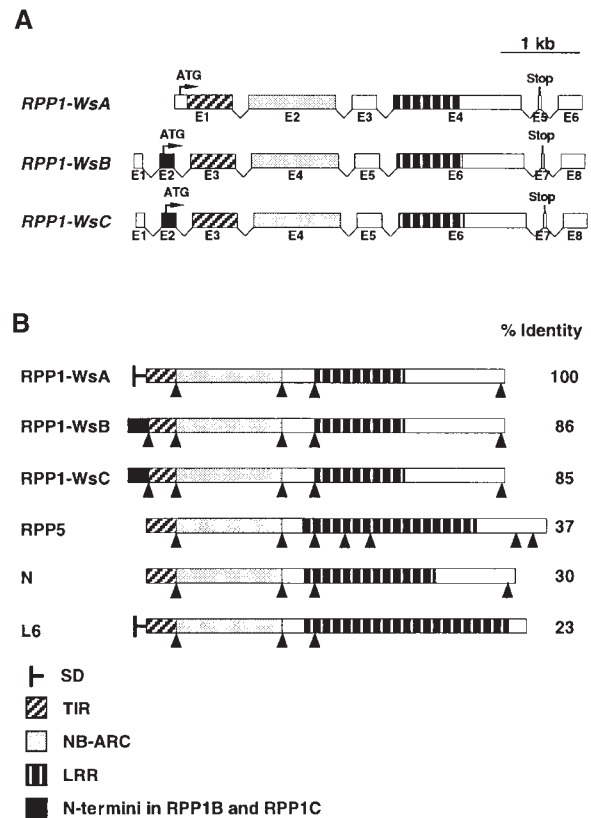 A
1 kb
ATG
Stop
RPP1-WsA
E1 E2 E3 E4 E5 E6
ATG
Stop
RPP1-WsB
E1 E2 E3 E4 E5 E6 E7 E8
ATG
Stop
RPP1-WsC
E1 E2 E3 E4 E5 E6 E7 E8
B
% Identity
RPP1-WsA 100
RPP1-WsB 86
RPP1-WsC 85
RPP5 37
N 30
L6 23
SD
TIR
NB-ARC
LRR
N-termini in RPP1B and RPP1C